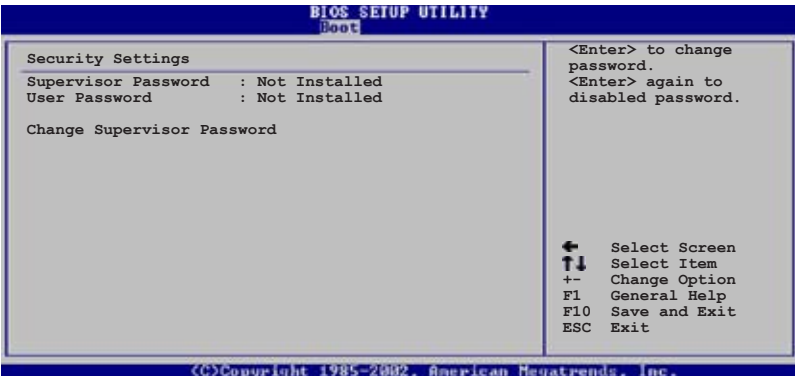 BIOS SETUP UTILITY
Boot
Security Settings
Supervisor Password : Not Installed
User Password : Not Installed
Change Supervisor Password
<Enter> to change
password.
<Enter> again to
disabled password.
← Select Screen
↑↓ Select Item
+- Change Option
F1 General Help
F10 Save and Exit
ESC Exit
(C)Copyright 1985-2002, American Megatrends, Inc.